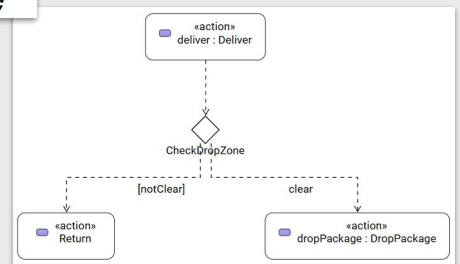 «action»
deliver : Deliver
CheckDropZone
[notClear]
clear
«action»
Return
«action»
dropPackage : DropPackage